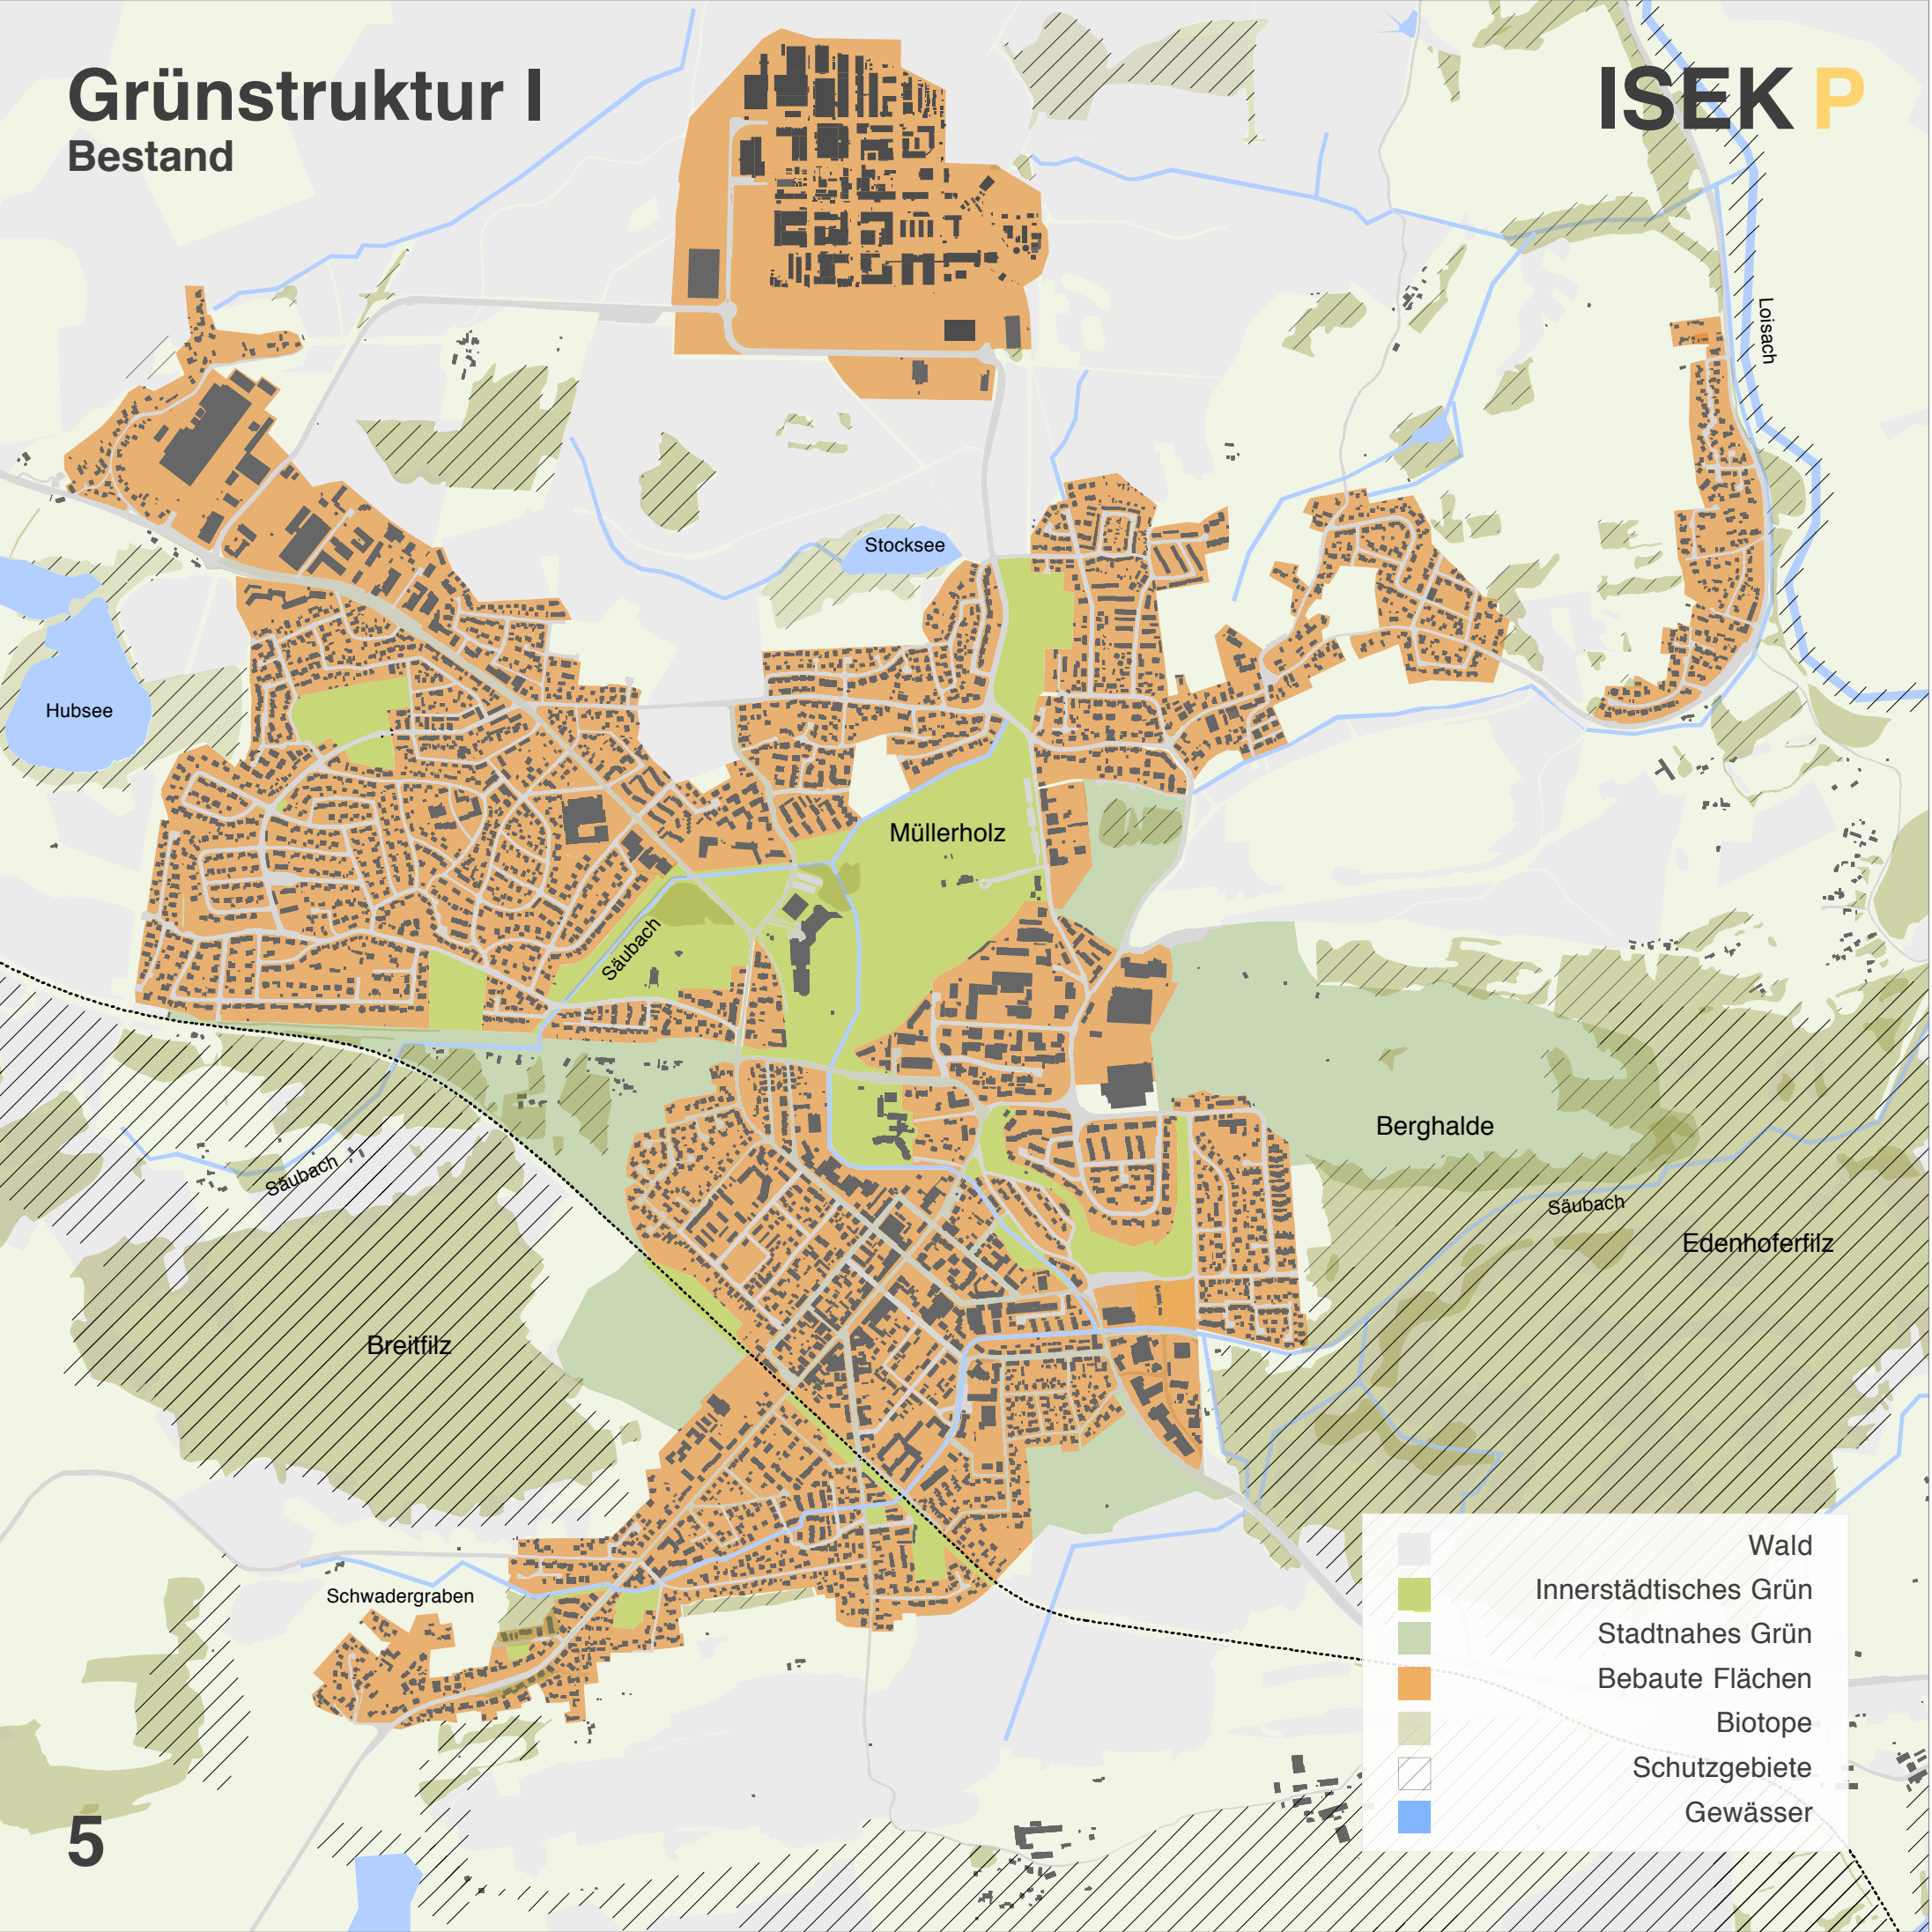 Grünstruktur I
Bestand
ISEK P
Loisach
Stocksee
Hubsee
Müllerholz
Säubach
Berghalde
Säubach
Säubach
Edenhoferfilz
Breitfilz
Schwadergraben
Wald
Innerstädtisches Grün
Stadtnahes Grün
Bebaute Flächen
Biotope
Schutzgebiete
Gewässer
5